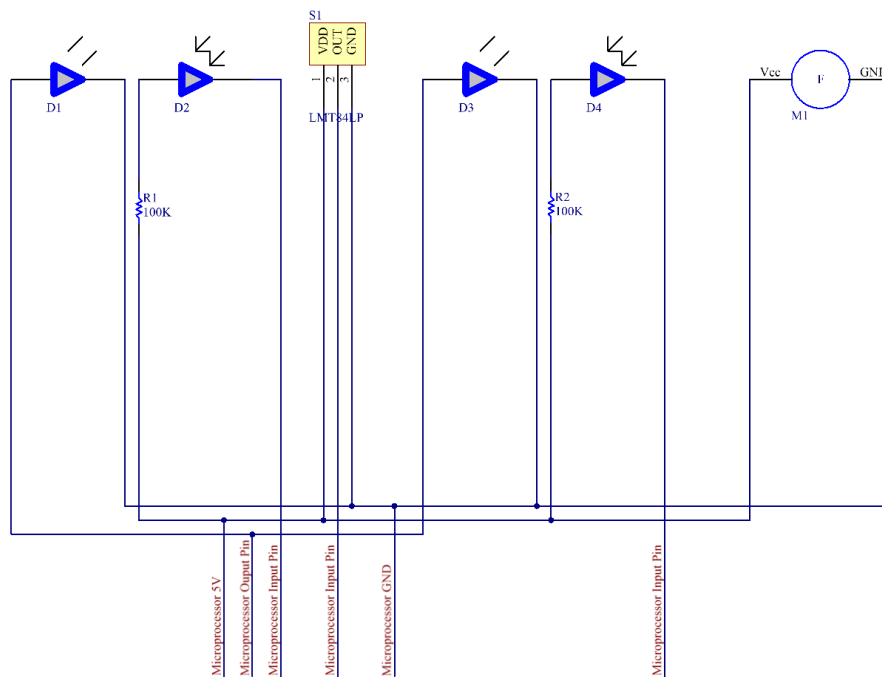 S1
VDD
OUT
GND
1
2
3
LMT84LP
D1
D2
D3
D4
Vcc
F
GND
M1
R1
100K
R2
100K
Microprocessor 5V
Microprocessor Ouput Pin
Microprocessor Input Pin
Microprocessor Input Pin
Microprocessor GND
Microprocessor Input Pin